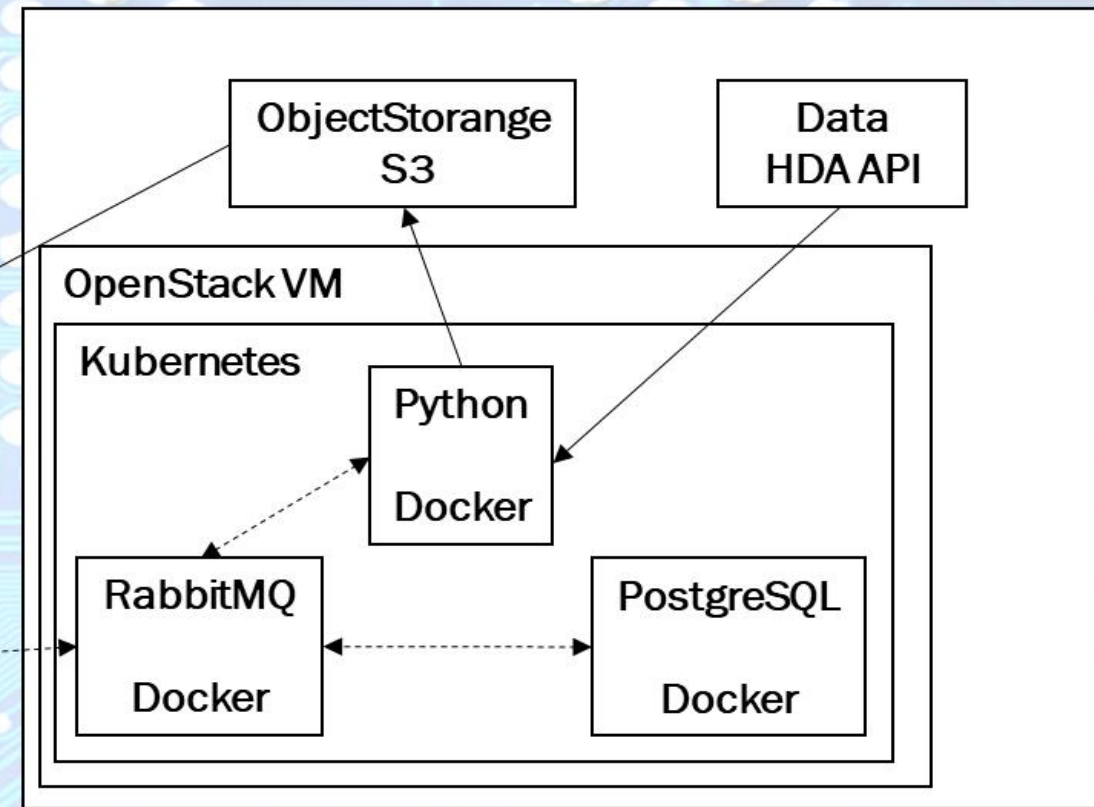 ObjectStorange
S3
Data
HDA API
OpenStack VM
Kubernetes
Python
Docker
RabbitMQ
Docker
PostgreSQL
Docker